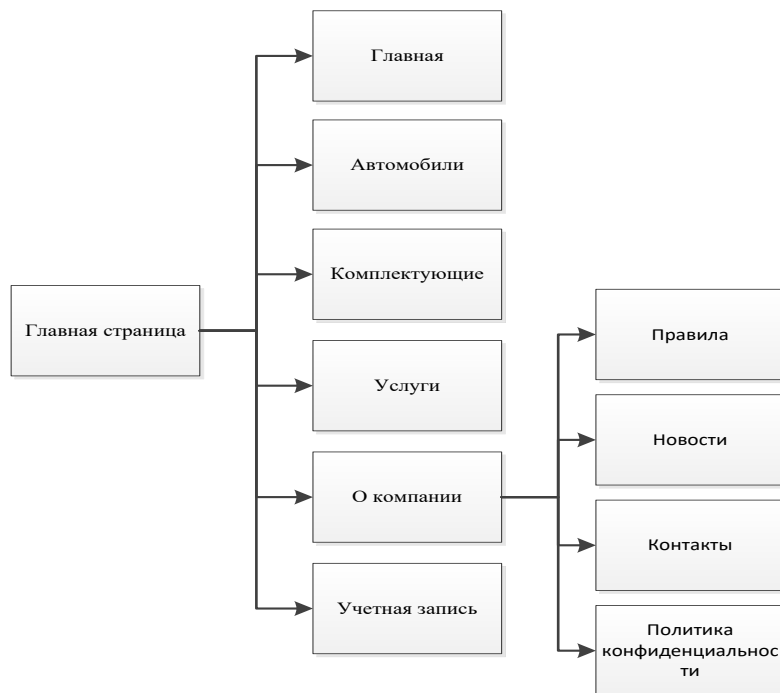 Главная
Автомобили
Комплектующие
Главная страница
Услуги
О компании
Учетная запись
Правила
Новости
Контакты
Политика
конфиденциальнос
ти